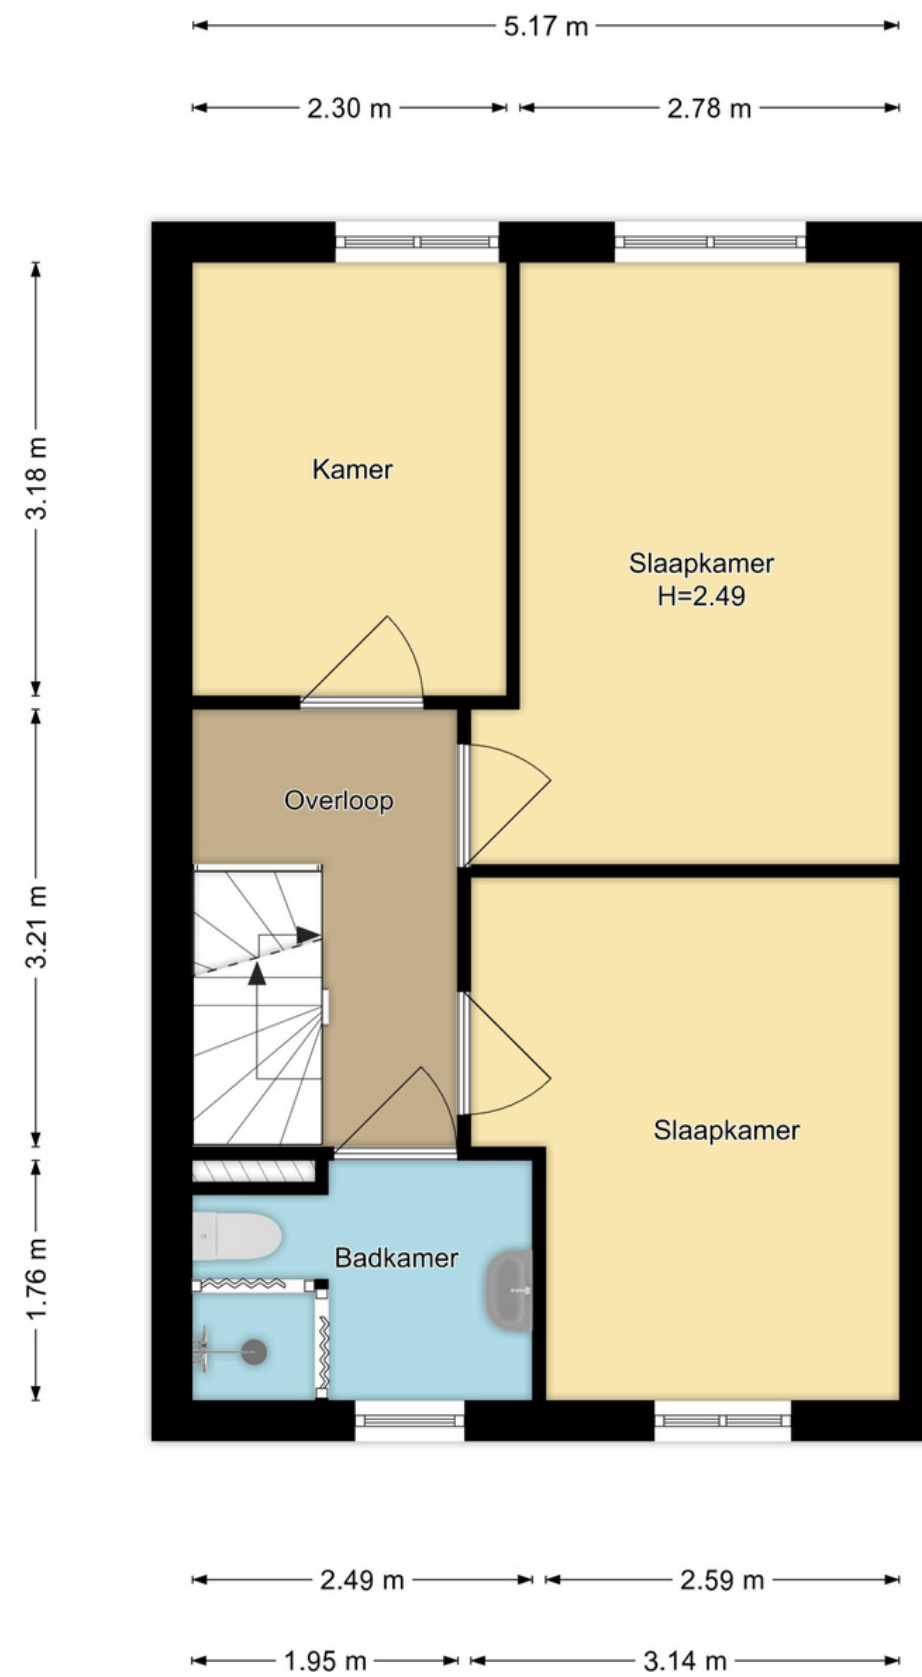 5.17 m
2.30 m
2.78 m
3.18 m
Kamer
Slaapkamer
H=2.49
Overloop
3.21 m
Slaapkamer
1.76 m
Badkamer
2.49 m
2.59 m
1.95 m
3.14 m